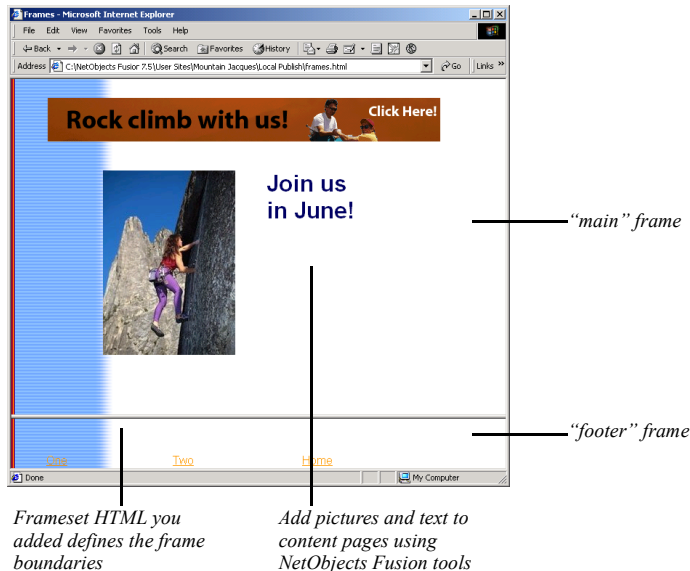 Frames - Microsoft Internet Explorer
File Edit View Favorites Tools Help
Back Search Favorites History
Address C:\NetObjects Fusion 7.5\User Sites\Mountain Jacques\Local Publish\frames.html Go Links »
Rock climb with us! Click Here!
Join us
in June!
“main” frame
“footer” frame
One Two Home
Done My Computer
Frameset HTML you
added defines the frame
boundaries
Add pictures and text to
content pages using
NetObjects Fusion tools